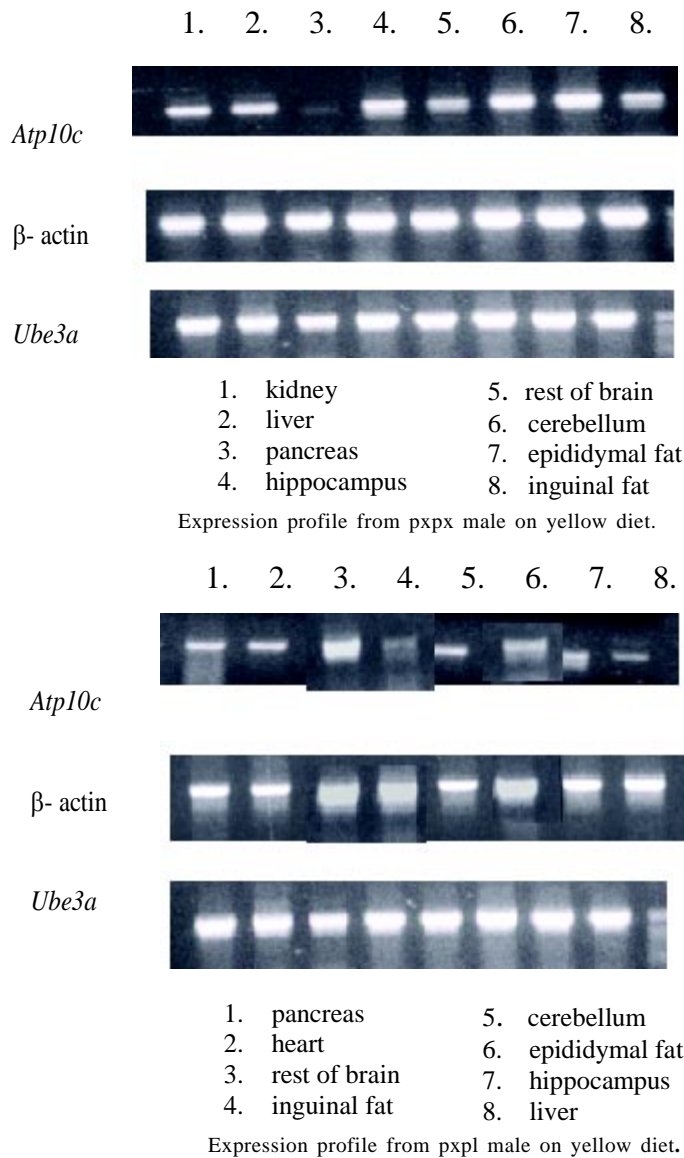 1. 2. 3. 4. 5. 6. 7. 8.
Atp10c
β- actin
Ube3a
1. kidney
2. liver
3. pancreas
4. hippocampus
5. rest of brain
6. cerebellum
7. epididymal fat
8. inguinal fat
Expression profile from pxpx male on yellow diet.
1. 2. 3. 4. 5. 6. 7. 8.
Atp10c
β- actin
Ube3a
1. pancreas
2. heart
3. rest of brain
4. inguinal fat
5. cerebellum
6. epididymal fat
7. hippocampus
8. liver
Expression profile from pxpl male on yellow diet.